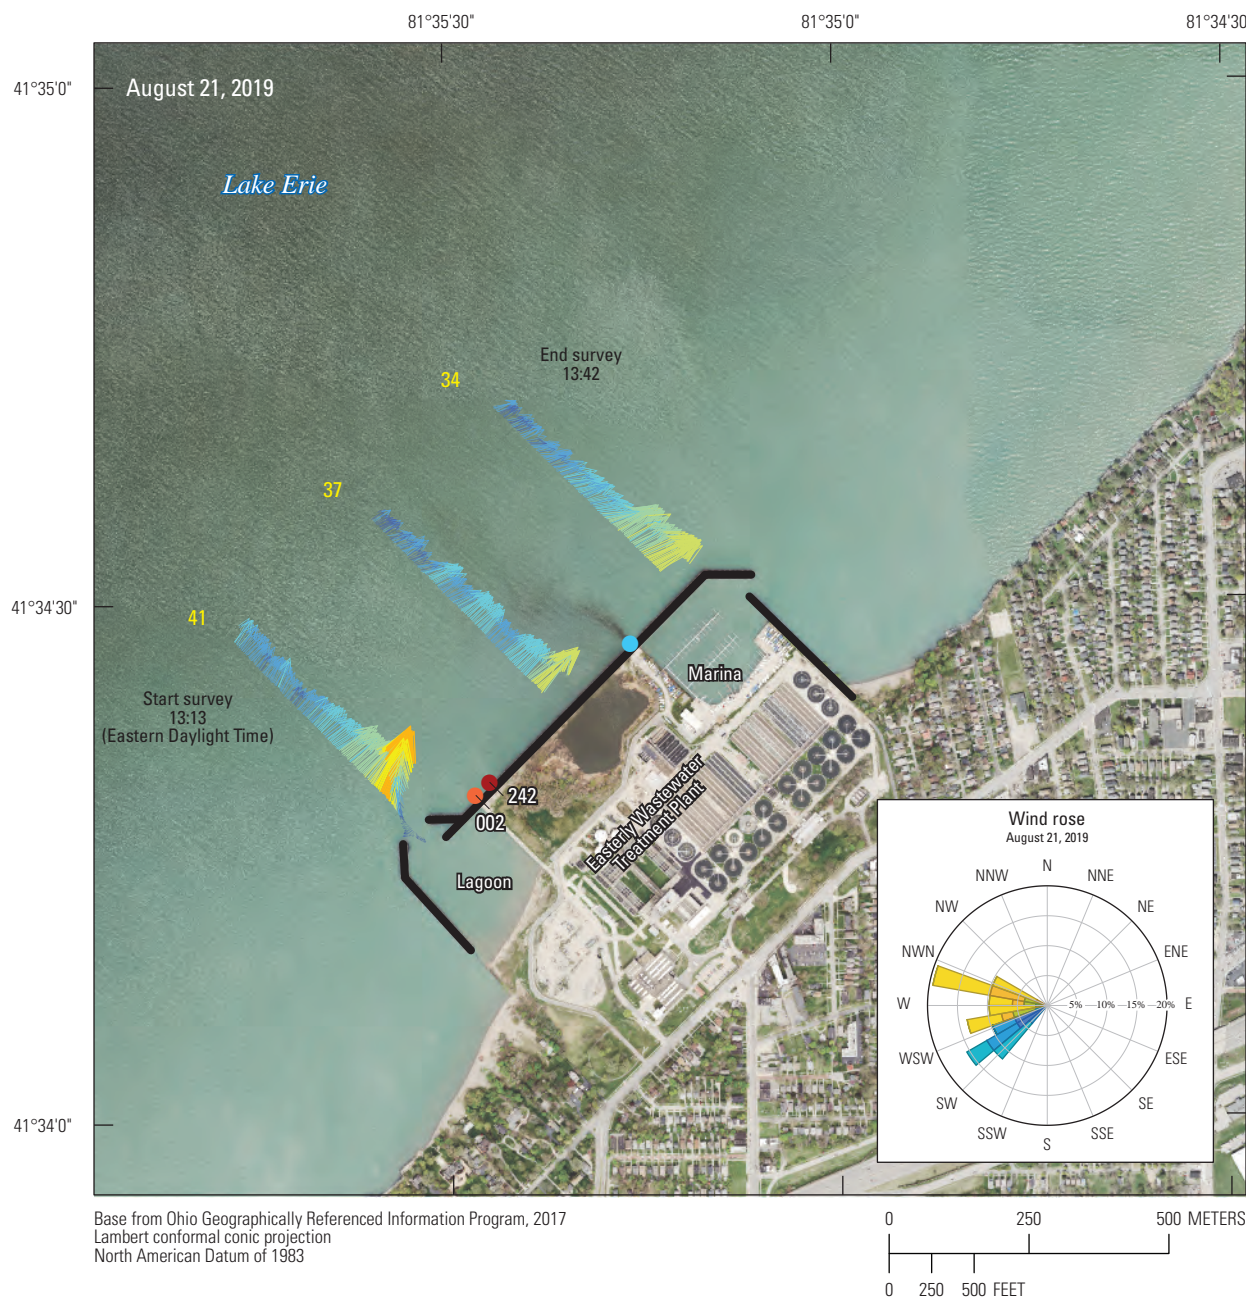 81°35'30"
81°35'0"
81°34'30
41°35'0"
August 21, 2019
Lake Erie
End survey
13:42
34
37
41°34'30"
41
Start survey
13:13
(Eastern Daylight Time)
Marina
242
002
Easterly Wastewater
Treatment Plant
Lagoon
Wind rose
August 21, 2019
N
NNW
NNE
NW
NE
NWN
ENE
W
5%
10%
15%
20%
E
WSW
ESE
SW
SE
SSW
SSE
S
41°34'0"
Base from Ohio Geographically Referenced Information Program, 2017
Lambert conformal conic projection
North American Datum of 1983
0 250 500 METERS
0 250 500 FEET